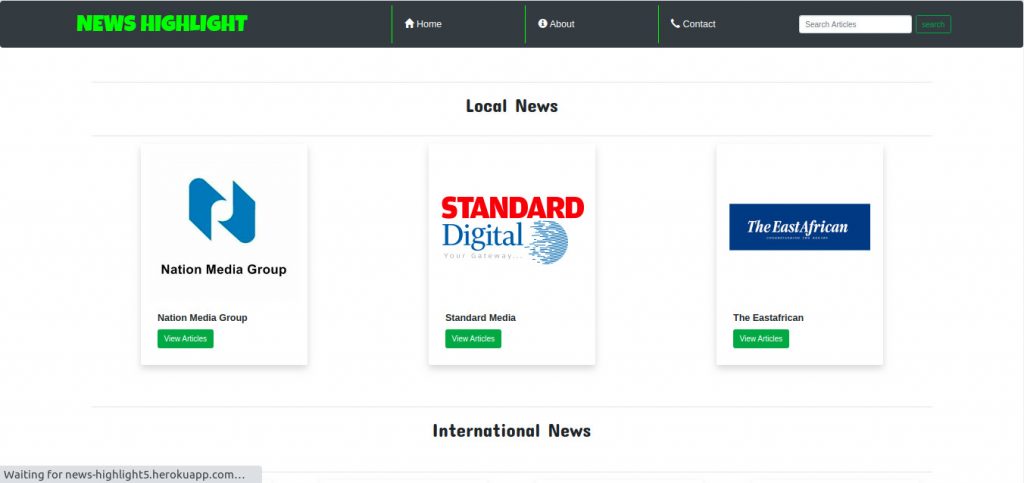 NEWS HIGHLIGHT
Home
About
Contact
Search Articles
search
Local News
Nation Media Group
Nation Media Group
View Articles
STANDARD
Digital
Your Gateway...
Standard Media
View Articles
The EastAfrican
The Eastafrican
View Articles
International News
Waiting for news-highlight5.herokuapp.com...